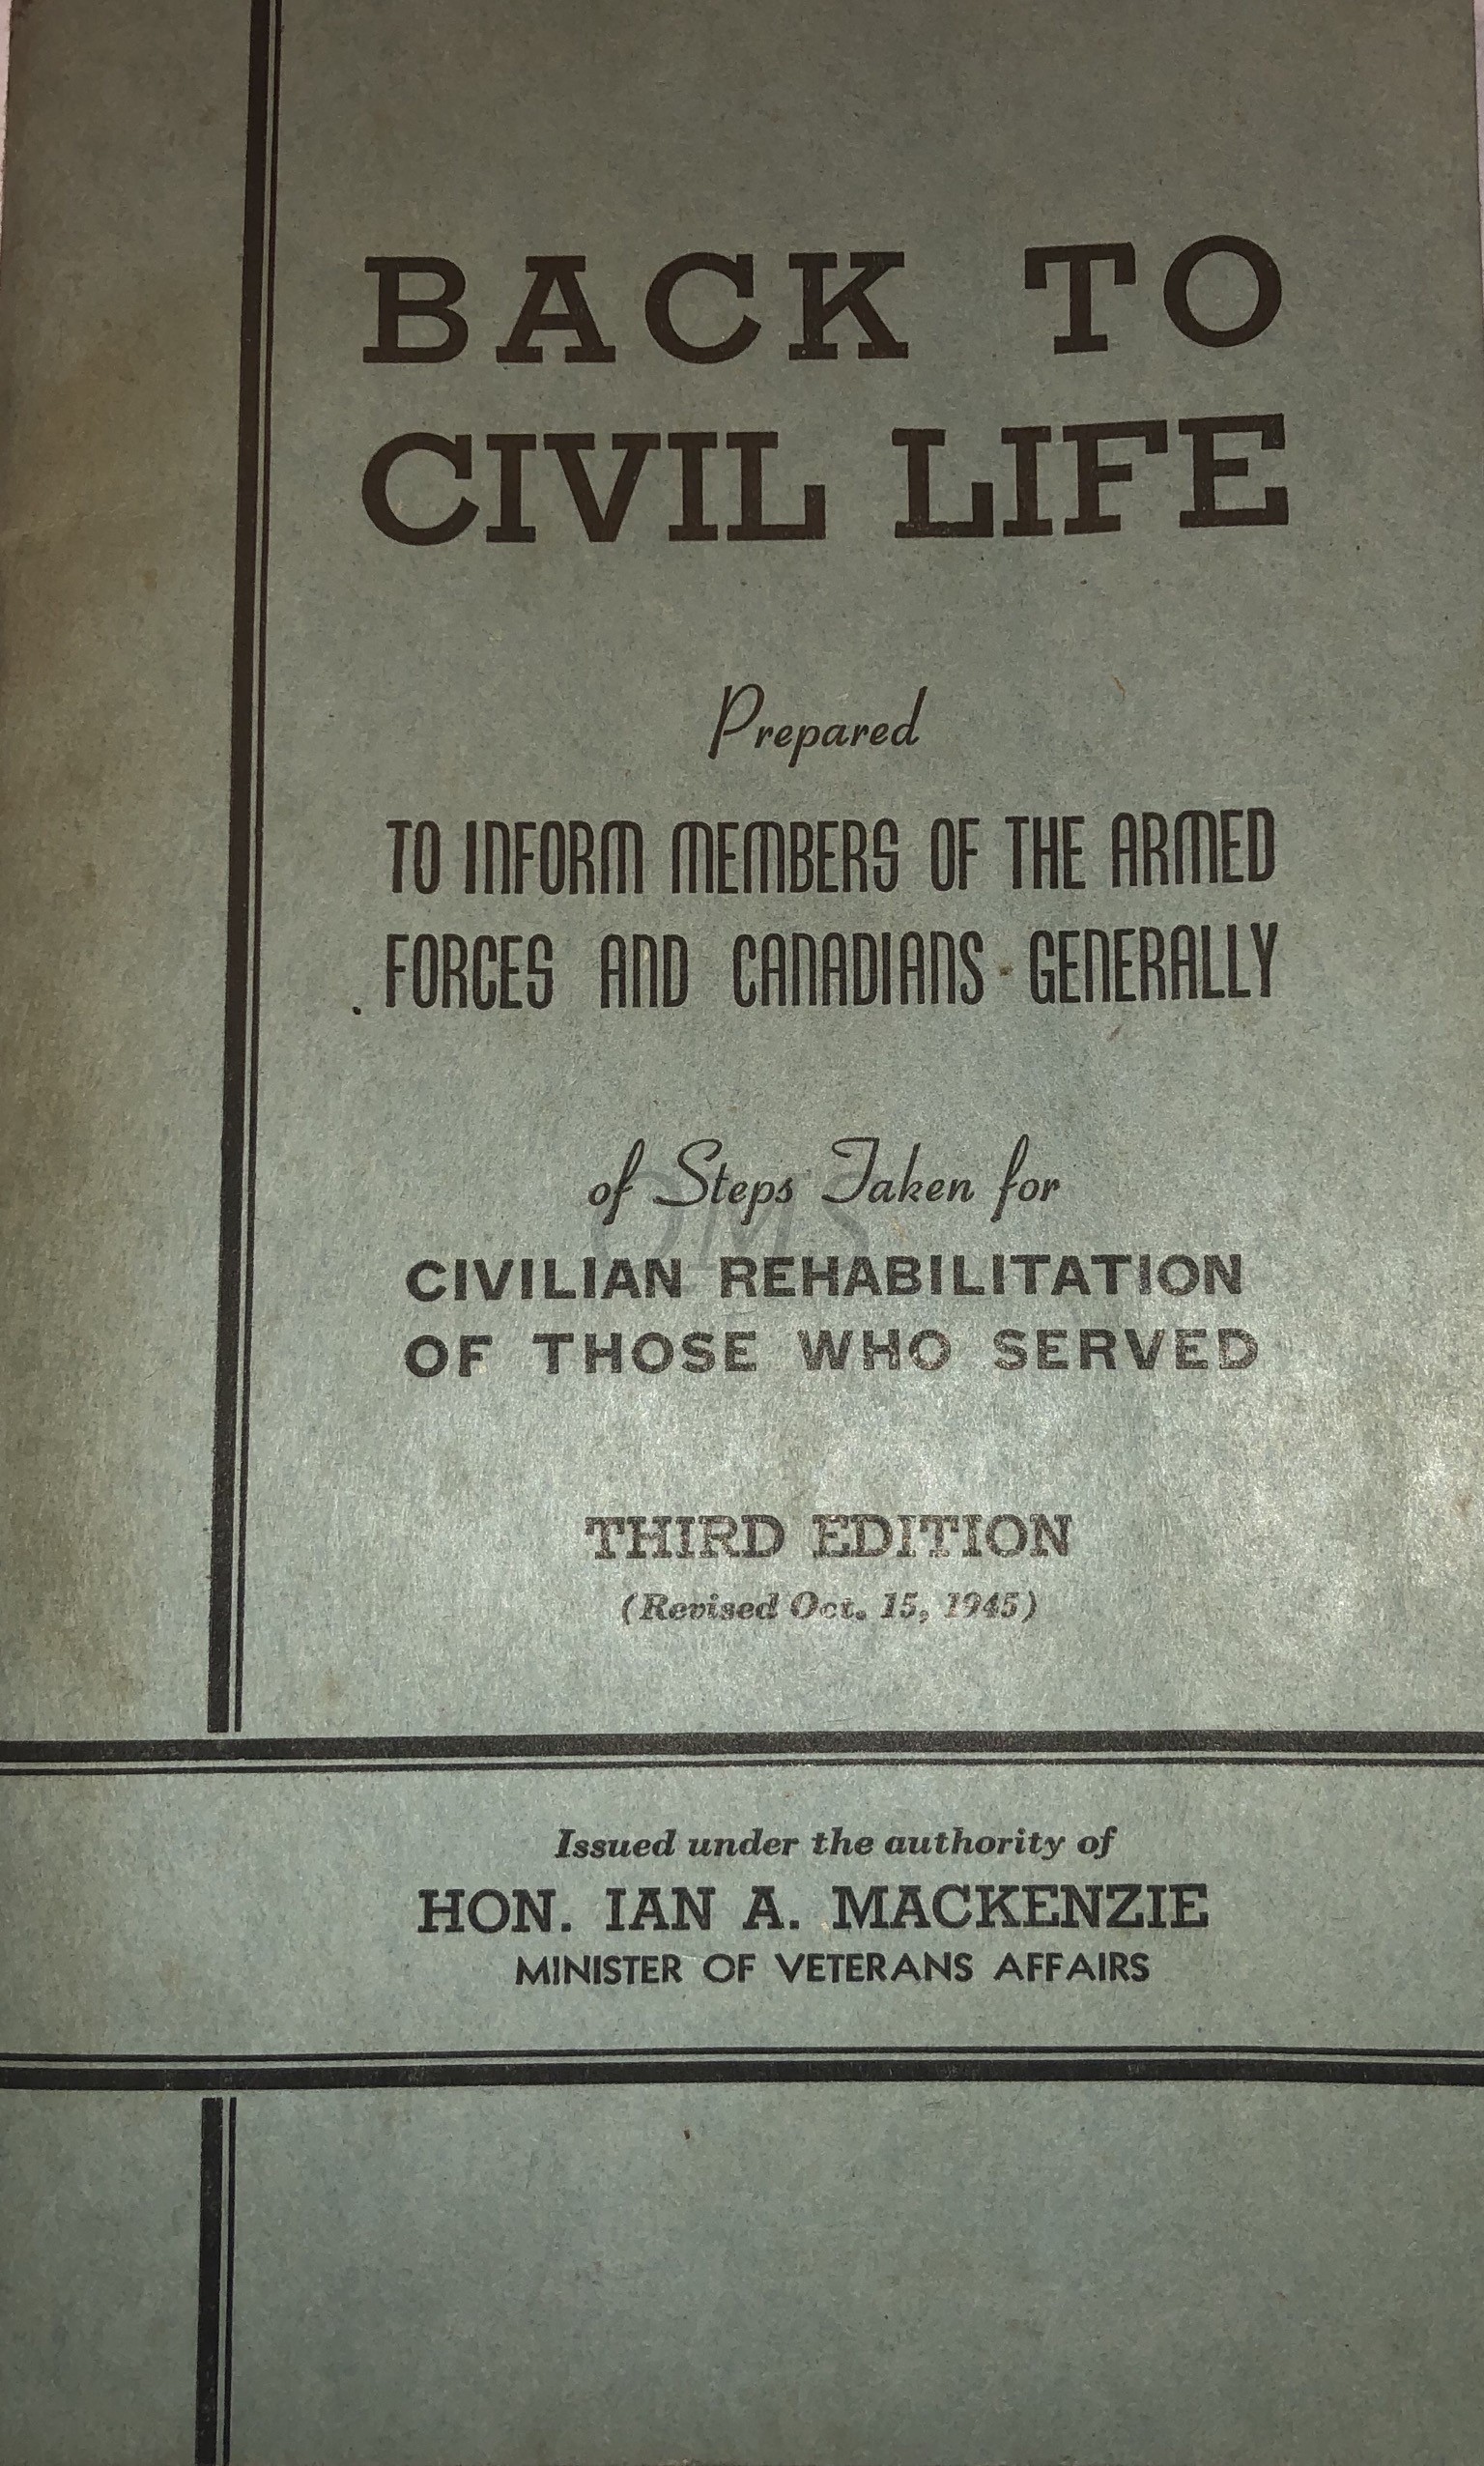 BACK TO
CIVIL LIFE
Prepared
TO INFORM MEMBERS OF THE ARMED
FORCES AND CANADIANS GENERALLY
of Steps Taken for
OMS
CIVILIAN REHABILITATION
OF THOSE WHO SERVED
THIRD EDITION
(Revised Oct. 15, 1945)
Issued under the authority of
HON. IAN A. MACKENZIE
MINISTER OF VETERANS AFFAIRS